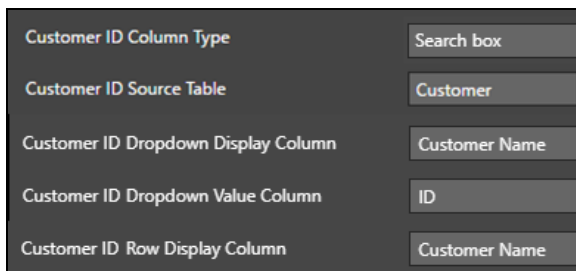 Customer ID Column Type Search box
Customer ID Source Table Customer
Customer ID Dropdown Display Column Customer Name
Customer ID Dropdown Value Column ID
Customer ID Row Display Column Customer Name